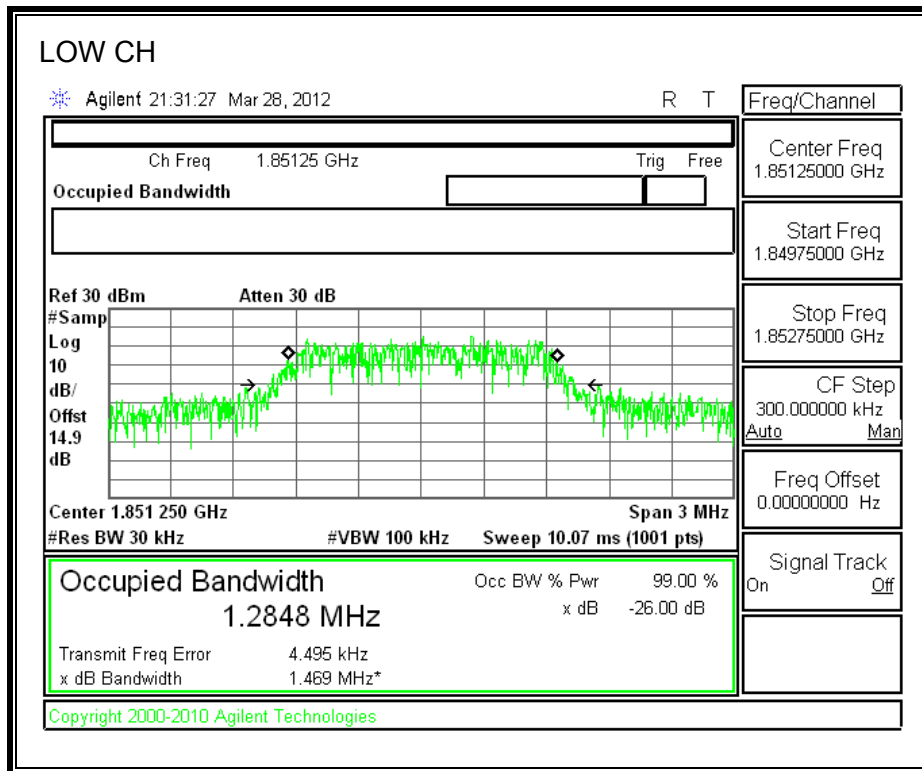 LOW CH
Agilent 21:31:27 Mar 28, 2012 R T
Freq/Channel
Ch Freq 1.85125 GHz Trig Free
Occupied Bandwidth
Center Freq
1.85125000 GHz
Start Freq
1.84975000 GHz
Stop Freq
1.85275000 GHz
CF Step
300.000000 kHz
Auto Man
Freq Offset
0.00000000 Hz
Signal Track
On Off
Ref 30 dBm Atten 30 dB
#Samp
Log
10
dB/
Offst
14.9
dB
Center 1.851 250 GHz Span 3 MHz
#Res BW 30 kHz #VBW 100 kHz Sweep 10.07 ms (1001 pts)
Occupied Bandwidth Occ BW % Pwr 99.00 %
1.2848 MHz x dB -26.00 dB
Transmit Freq Error 4.495 kHz
x dB Bandwidth 1.469 MHz*
Copyright 2000-2010 Agilent Technologies